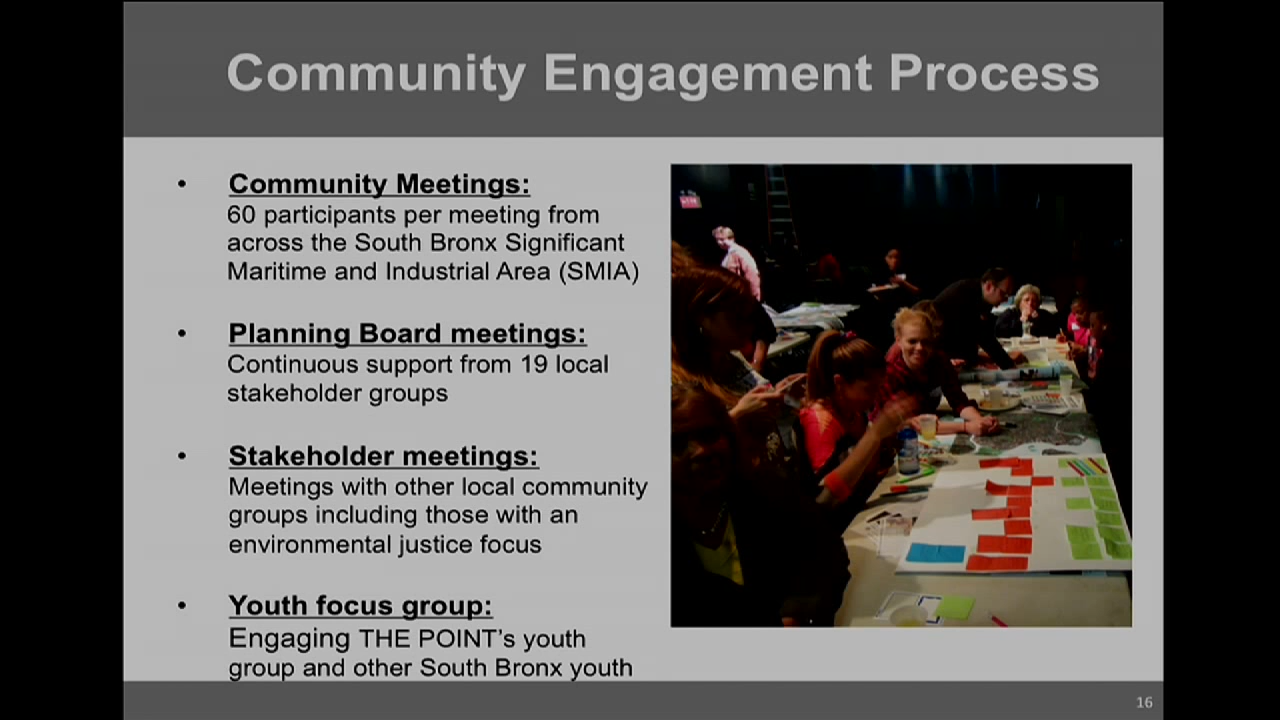 Community Engagement Process
• Community Meetings:
60 participants per meeting from
across the South Bronx Significant
Maritime and Industrial Area (SMIA)
• Planning Board meetings:
Continuous support from 19 local
stakeholder groups
• Stakeholder meetings:
Meetings with other local community
groups including those with an
environmental justice focus
• Youth focus group:
Engaging THE POINT's youth
group and other South Bronx youth
16